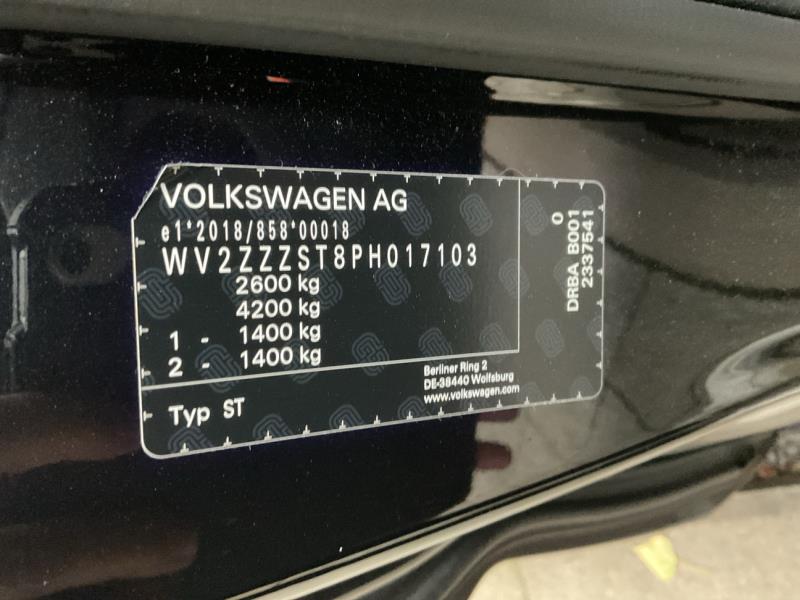 VOLKSWAGEN AG
e1*2018/858*00018
WV2ZZZST8PH017103
2600 kg
4200 kg
1 - 1400 kg
2 - 1400 kg
Berliner Ring 2
DE-38440 Wolfsburg
www.volkswagen.com
Typ ST
O
DRBA B001
2337541